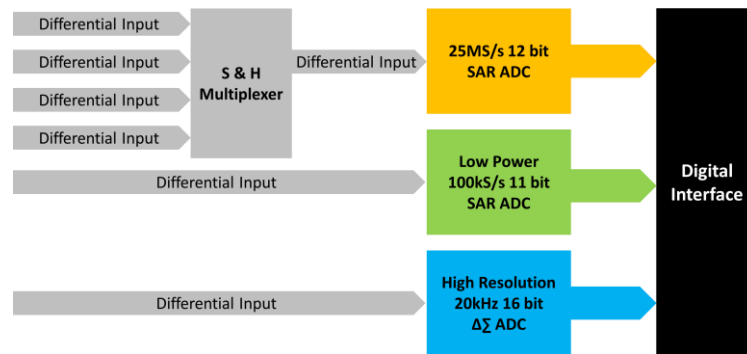 Differential Input
Differential Input
Differential Input
Differential Input
S & H
Multiplexer
Differential Input
25MS/s 12 bit
SAR ADC
Differential Input
Low Power
100kS/s 11 bit
SAR ADC
Differential Input
High Resolution
20kHz 16 bit
Δ∑ ADC
Digital
Interface